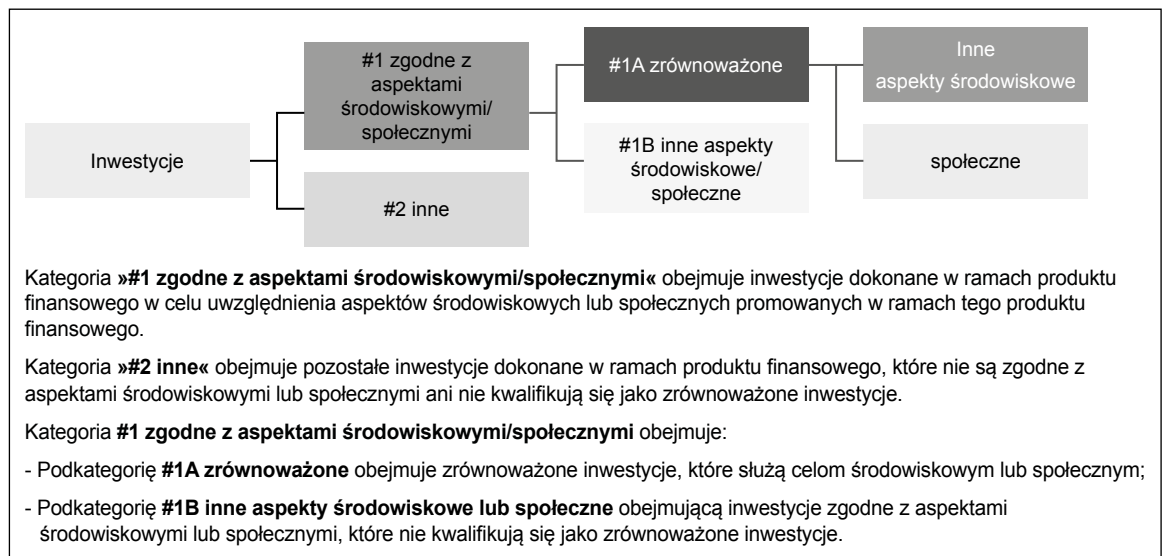 Inwestycje
#1 zgodne z
aspektami
środowiskowymi/
społecznymi
#2 inne
#1A zrównoważone
#1B inne aspekty
środowiskowe/
społeczne
Inne
aspekty środowiskowe
społeczne
Kategoria »#1 zgodne z aspektami środowiskowymi/społecznymi« obejmuje inwestycje dokonane w ramach produktu
finansowego w celu uwzględnienia aspektów środowiskowych lub społecznych promowanych w ramach tego produktu
finansowego.
Kategoria »#2 inne« obejmuje pozostałe inwestycje dokonane w ramach produktu finansowego, które nie są zgodne z
aspektami środowiskowymi lub społecznymi ani nie kwalifikują się jako zrównoważone inwestycje.
Kategoria #1 zgodne z aspektami środowiskowymi/społecznymi obejmuje:
- Podkategorię #1A zrównoważone obejmuje zrównoważone inwestycje, które służą celom środowiskowym lub społecznym;
- Podkategorię #1B inne aspekty środowiskowe lub społeczne obejmującą inwestycje zgodne z aspektami
środowiskowymi lub społecznymi, które nie kwalifikują się jako zrównoważone inwestycje.